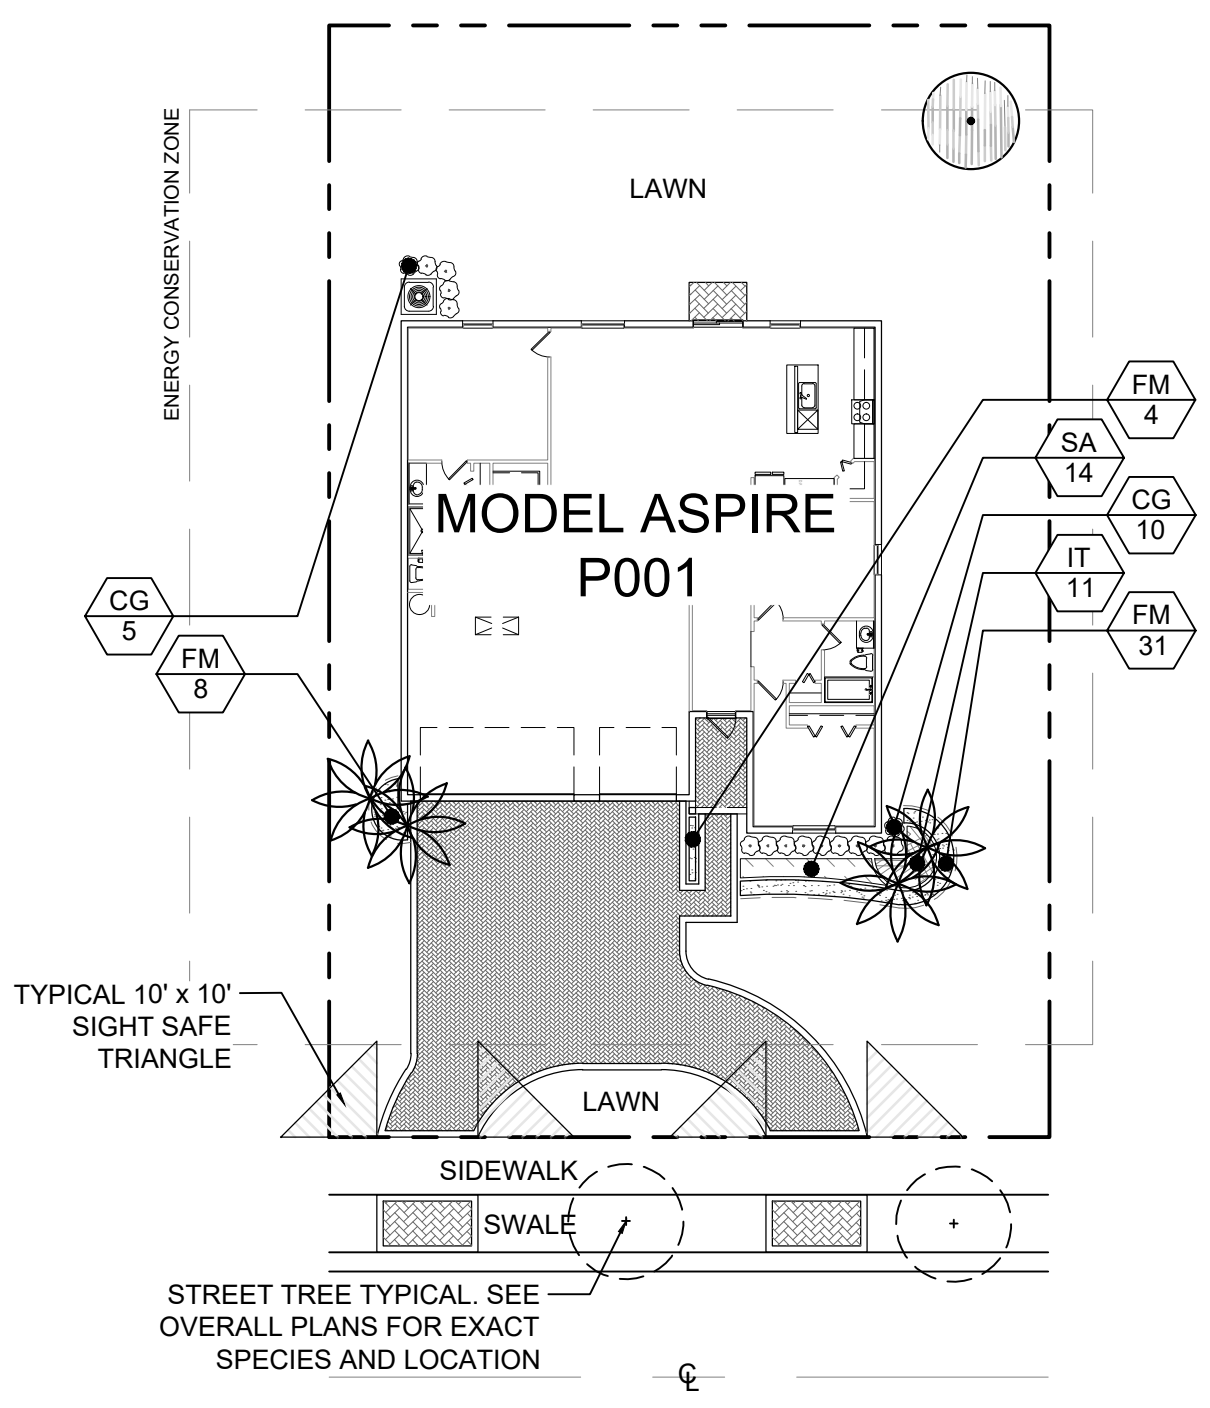 ENERGY CONSERVATION ZONE
LAWN
FM
4
SA
14
CG
10
IT
11
FM
31
MODEL ASPIRE
P001
CG
5
FM
8
TYPICAL 10' x 10'
SIGHT SAFE
TRIANGLE
LAWN
SIDEWALK
SWALE
STREET TREE TYPICAL. SEE
OVERALL PLANS FOR EXACT
SPECIES AND LOCATION
℄